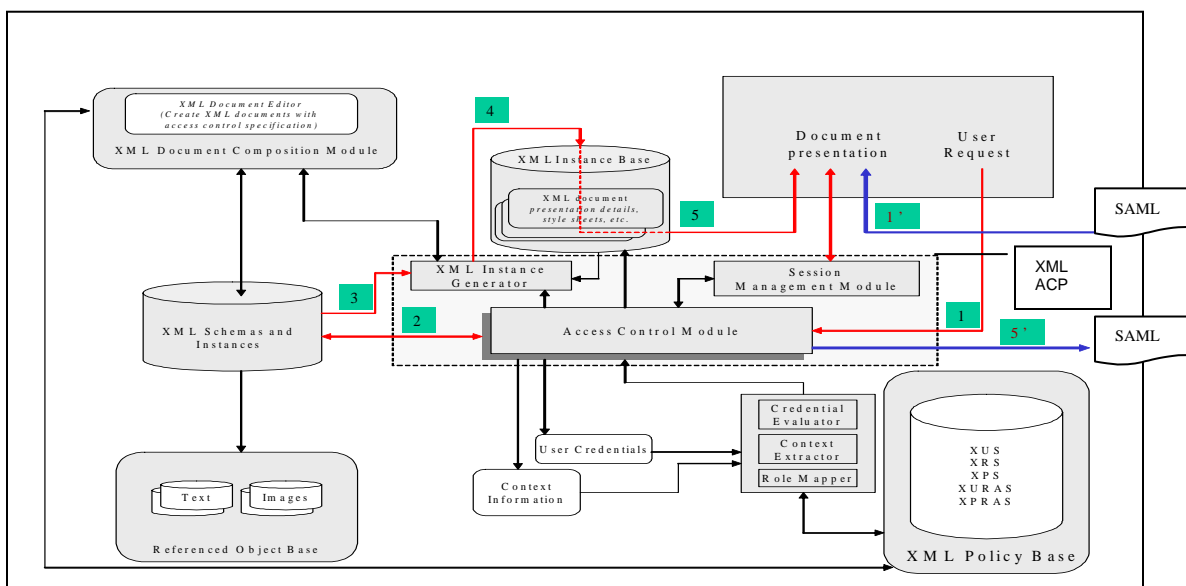 XML Document Editor
(Create XML documents with
access control specification)
XML Document Composition Module
4
XML Instance Base
XML document
presentation details,
style sheets, etc.
5
Document
presentation
User
Request
1'
SAML
XML Instance
Generator
Session
Management Module
XML
ACP
3
XML Schemas and
Instances
2
Access Control Module
1
5'
SAML
Credential
Evaluator
Context
Extractor
Role Mapper
User Credentials
Context
Information
XUS
XRS
XPS
XURAS
XPRAS
XML Policy Base
Text
Images
Referenced Object Base